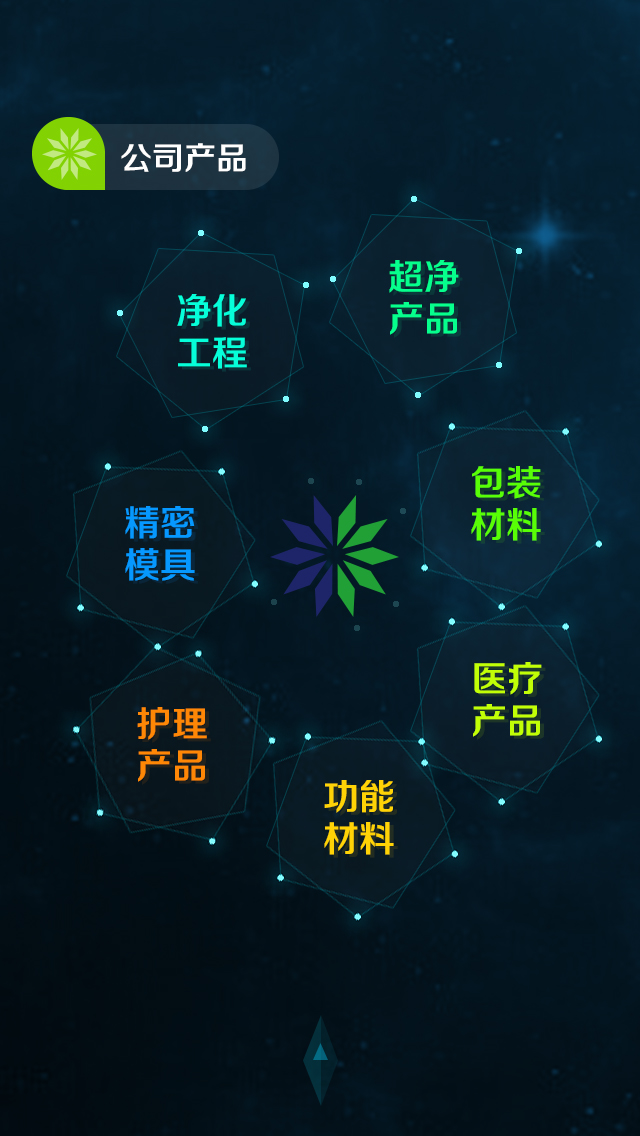 公司产品
净化
工程
超净
产品
包装
材料
精密
模具
医疗
产品
护理
产品
功能
材料